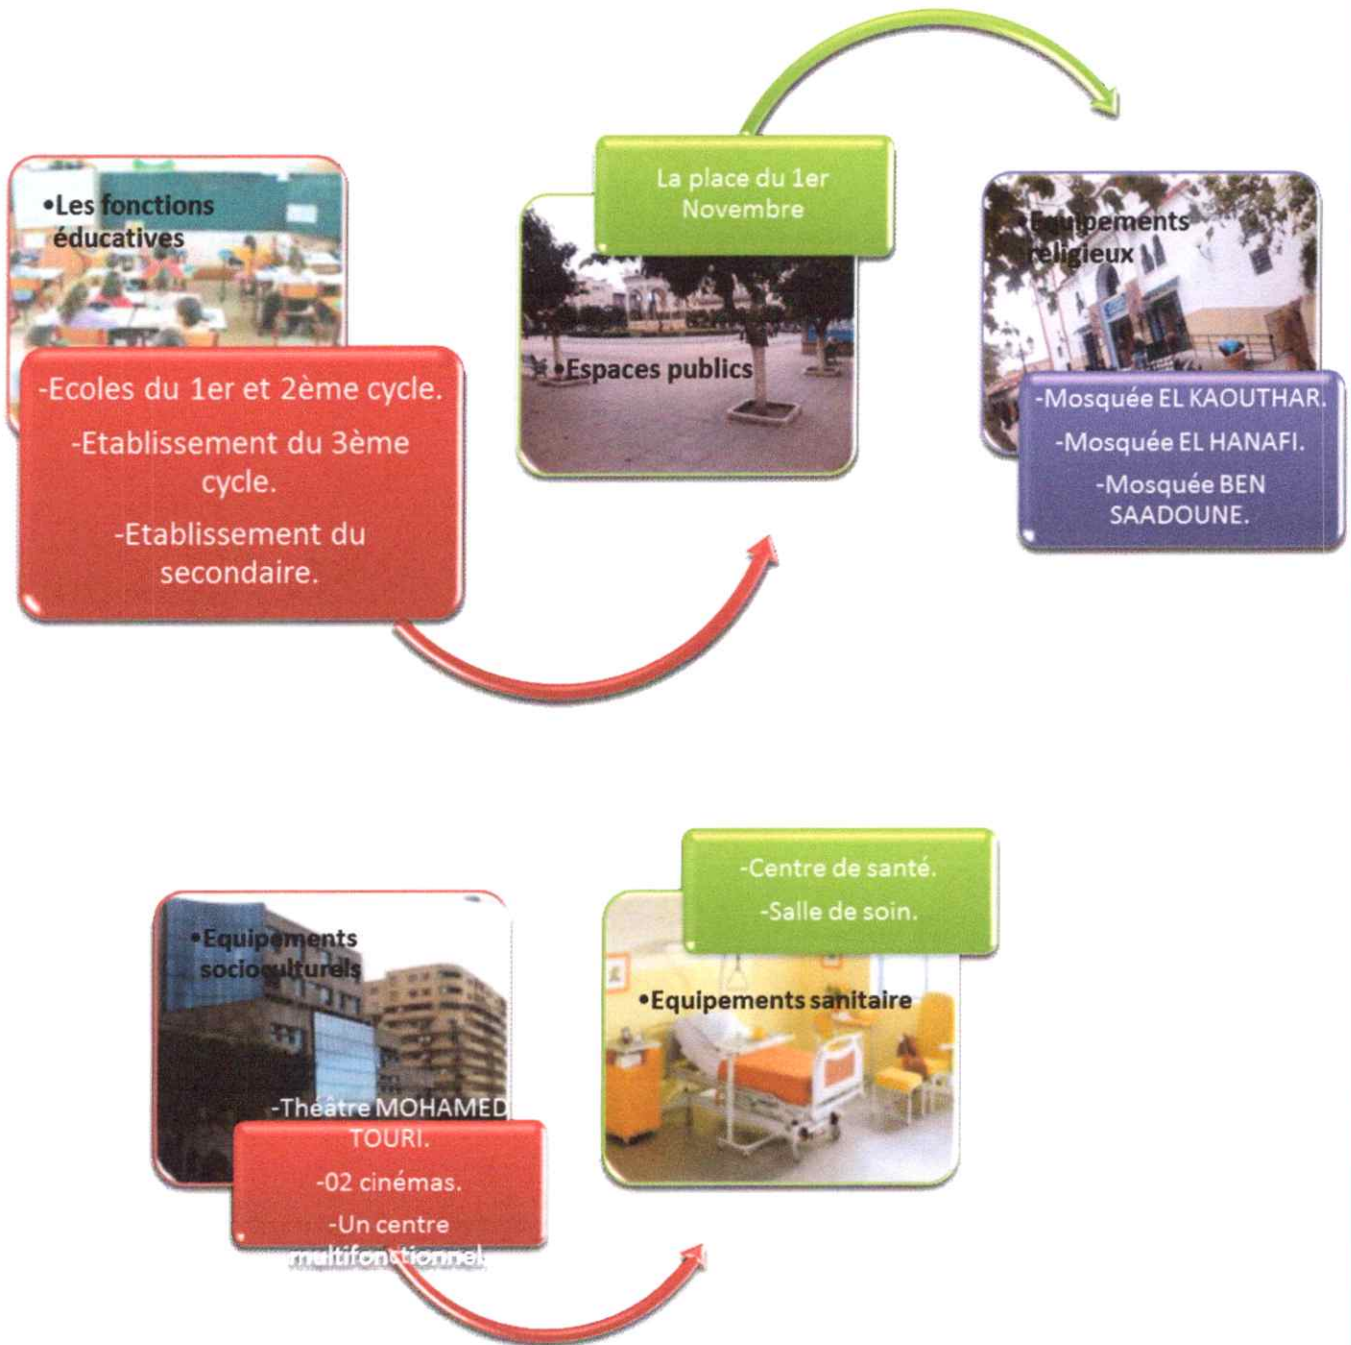 •Les fonctions
éducatives
-Ecoles du 1er et 2ème cycle.
-Etablissement du 3ème
cycle.
-Etablissement du
secondaire.
La place du 1er
Novembre
•Espaces publics
•Equipements
religieux
-Mosquée EL KAOUTHAR.
-Mosquée EL HANAFI.
-Mosquée BEN
SAADOUNE.
•Equipements
socioculturels
-Théâtre MOHAMED
TOURI.
-02 cinémas.
-Un centre
multifonctionnel.
-Centre de santé.
-Salle de soin.
•Equipements sanitaire